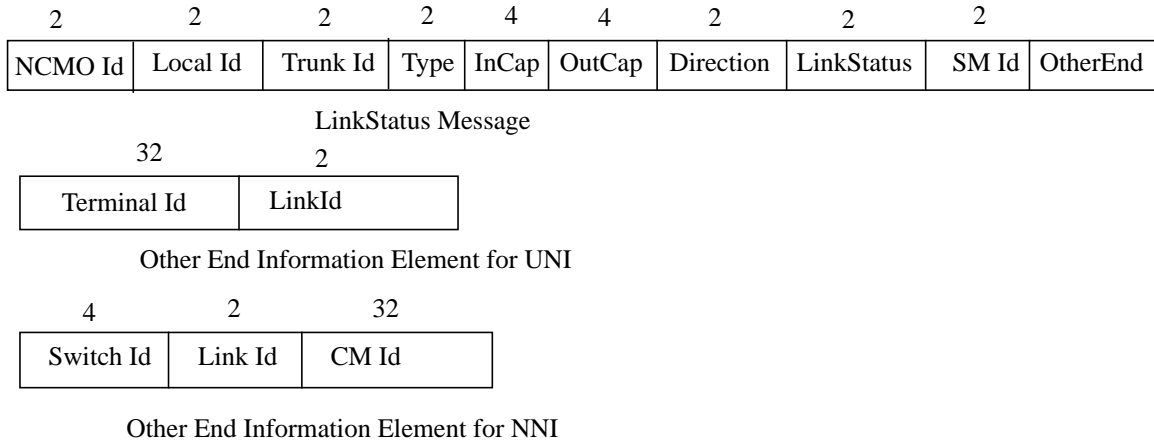 2 2 2 2 4 4 2 2 2
NCMO Id Local Id Trunk Id Type InCap OutCap Direction LinkStatus SM Id OtherEnd
LinkStatus Message
32 2
Terminal Id LinkId
Other End Information Element for UNI
4 2 32
Switch Id Link Id CM Id
Other End Information Element for NNI